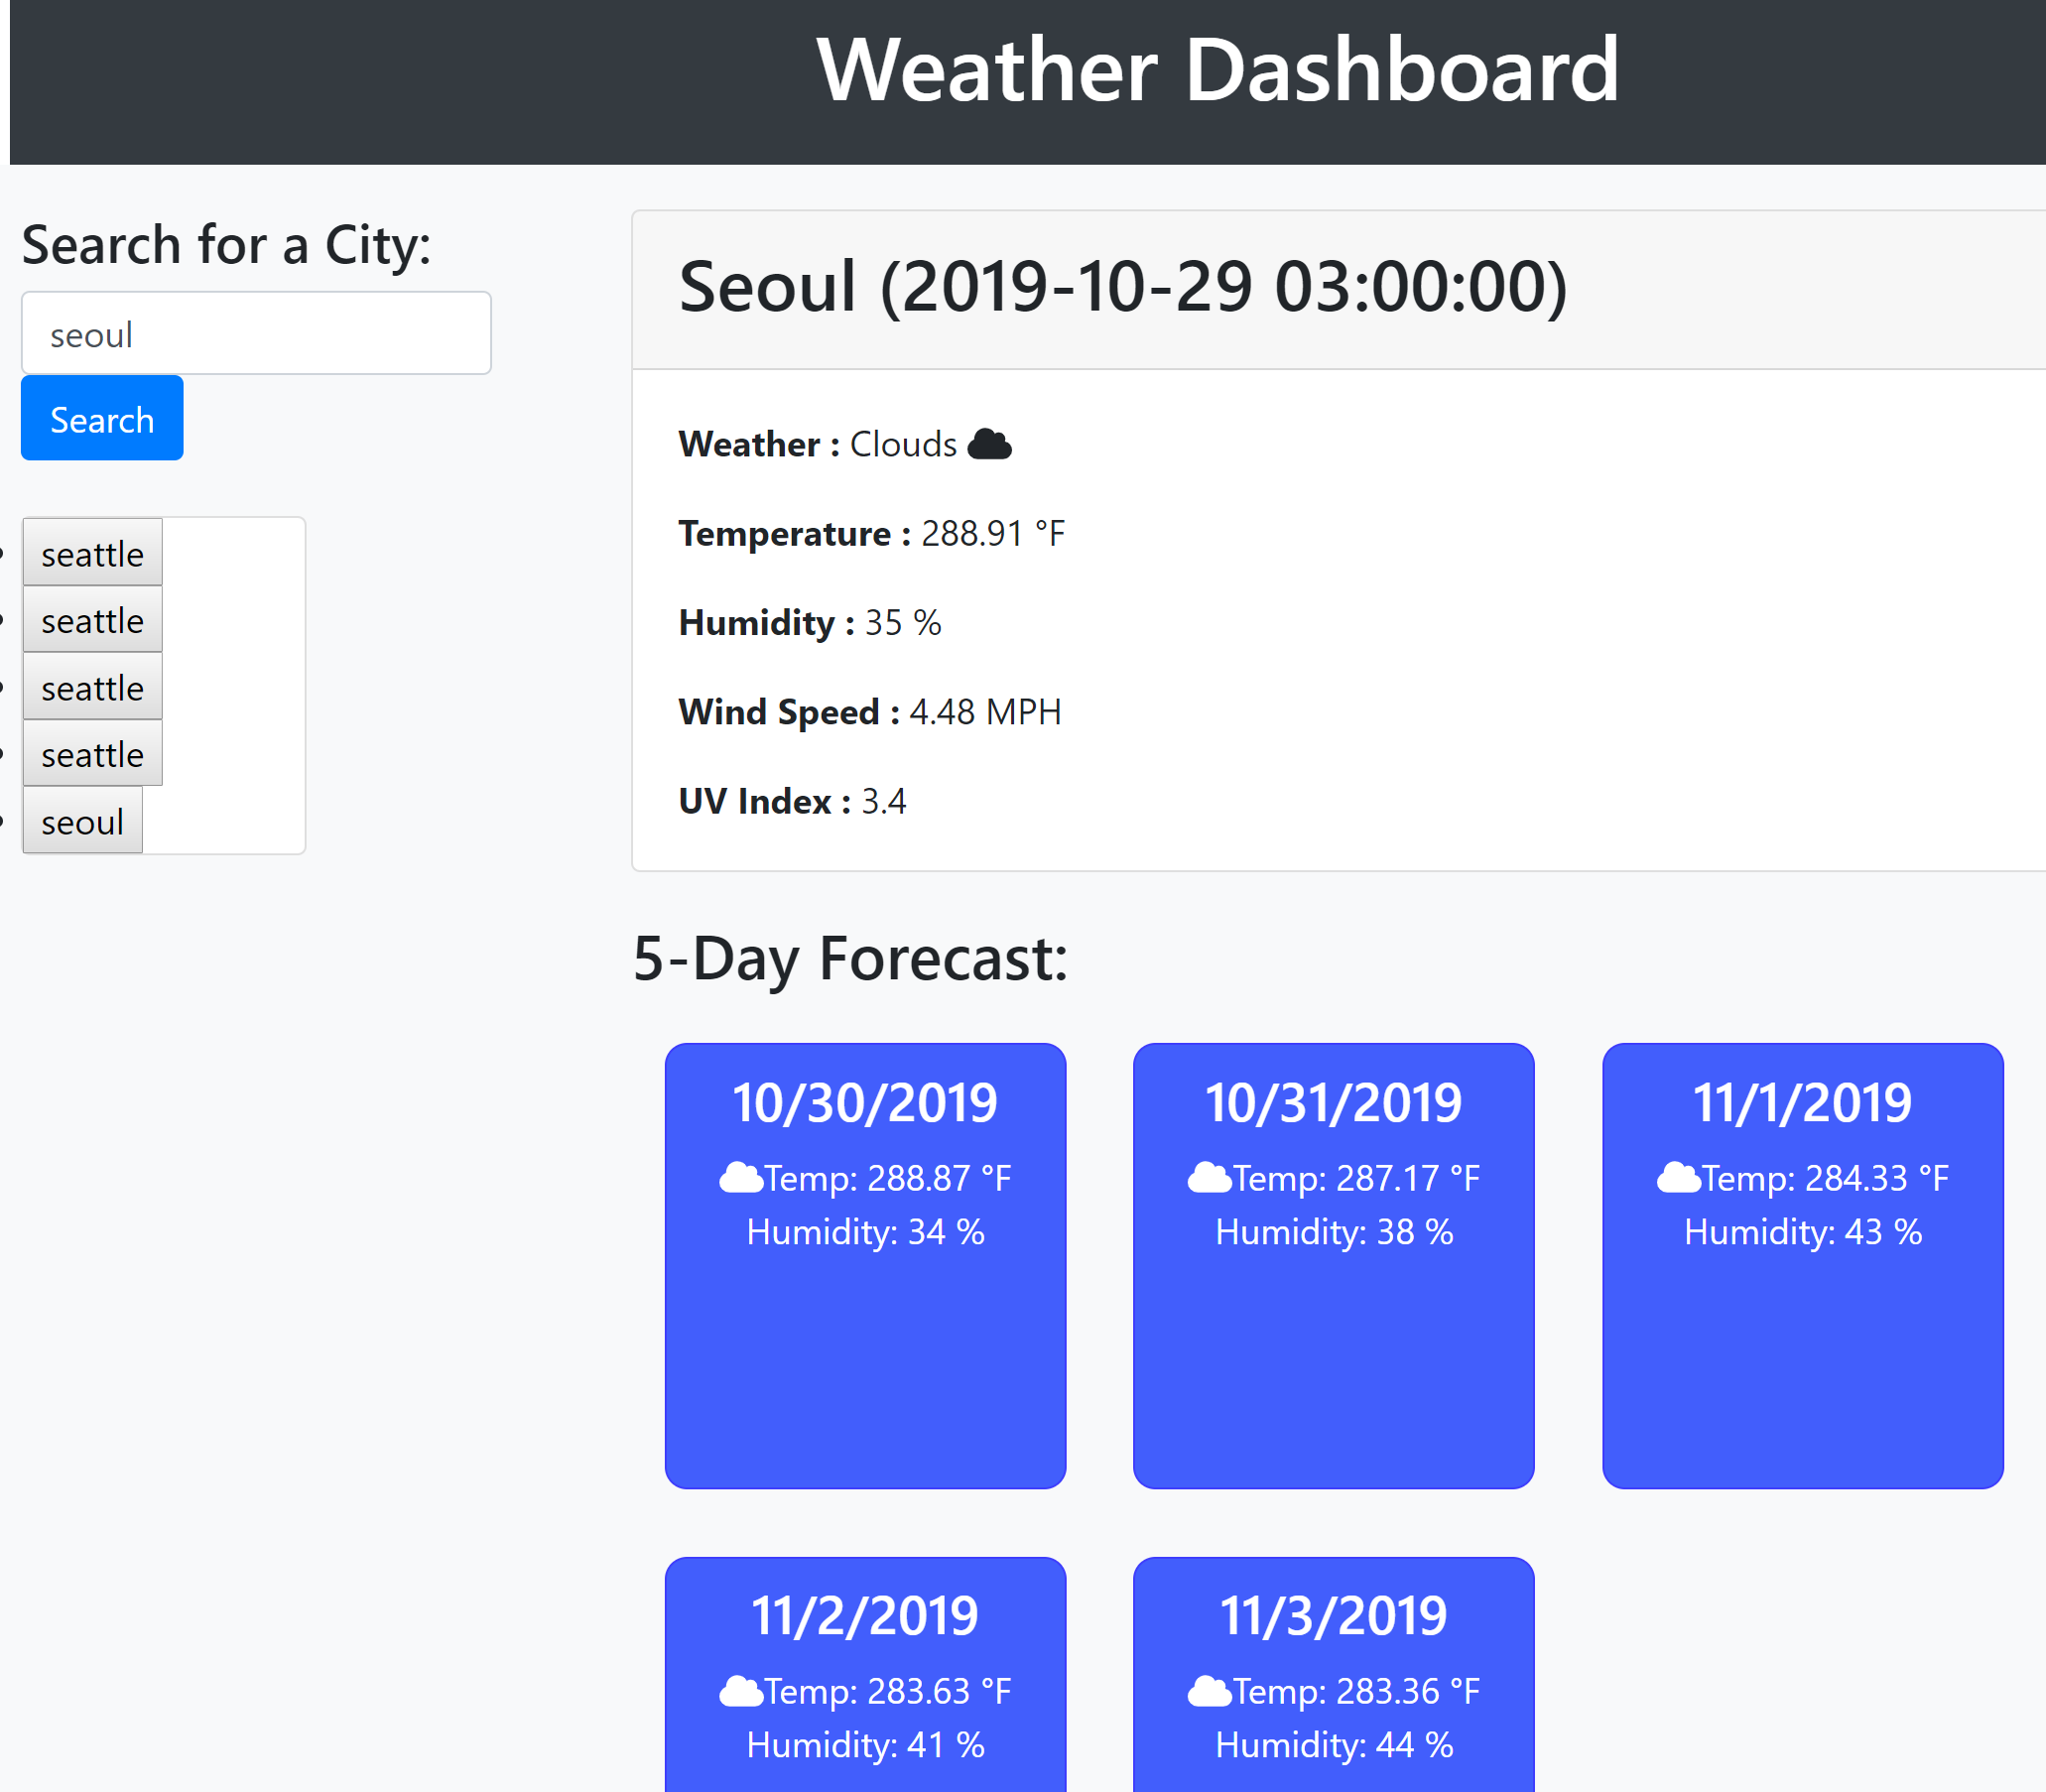 Weather Dashboard
Search for a City:
seoul
Search
seattle
seattle
seattle
seattle
seoul
Seoul (2019-10-29 03:00:00)
Weather : Clouds
Temperature : 288.91 °F
Humidity : 35 %
Wind Speed : 4.48 MPH
UV Index : 3.4
5-Day Forecast:
10/30/2019
Temp: 288.87 °F
Humidity: 34 %
10/31/2019
Temp: 287.17 °F
Humidity: 38 %
11/1/2019
Temp: 284.33 °F
Humidity: 43 %
11/2/2019
Temp: 283.63 °F
Humidity: 41 %
11/3/2019
Temp: 283.36 °F
Humidity: 44 %